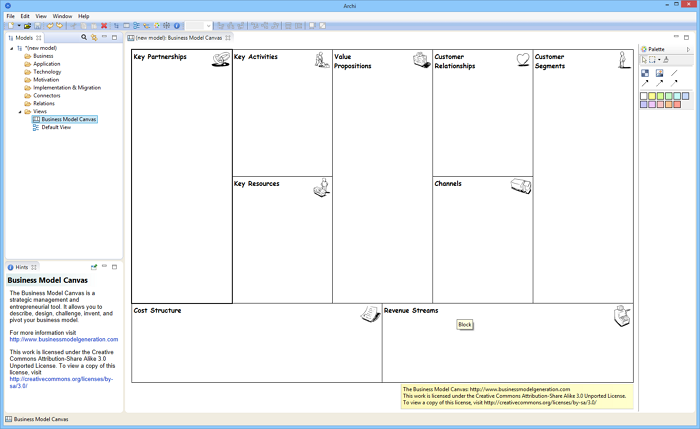 Archi
File Edit View Window Help
Models
*(new model)
Business
Application
Technology
Motivation
Implementation & Migration
Connectors
Relations
Views
Business Model Canvas
Default View
Hints
Business Model Canvas
The Business Model Canvas is a
strategic management and
entrepreneurial tool. It allows you to
describe, design, challenge, invent, and
pivot your business model.
For more information visit
http://www.businessmodelgeneration.com
This work is licensed under the Creative
Commons Attribution-Share Alike 3.0
Unported License. To view a copy of this
license, visit
http://creativecommons.org/licenses/by-
sa/3.0/
(new model): Business Model Canvas
Key Partnerships
Key Activities
Value
Propositions
Customer
Relationships
Customer
Segments
Key Resources
Channels
Cost Structure
Revenue Streams
Block
The Business Model Canvas: http://www.businessmodelgeneration.com
This work is licensed under the Creative Commons Attribution-Share Alike 3.0 Unported License.
To view a copy of this license, visit http://creativecommons.org/licenses/by-sa/3.0/
Palette
Business Model Canvas